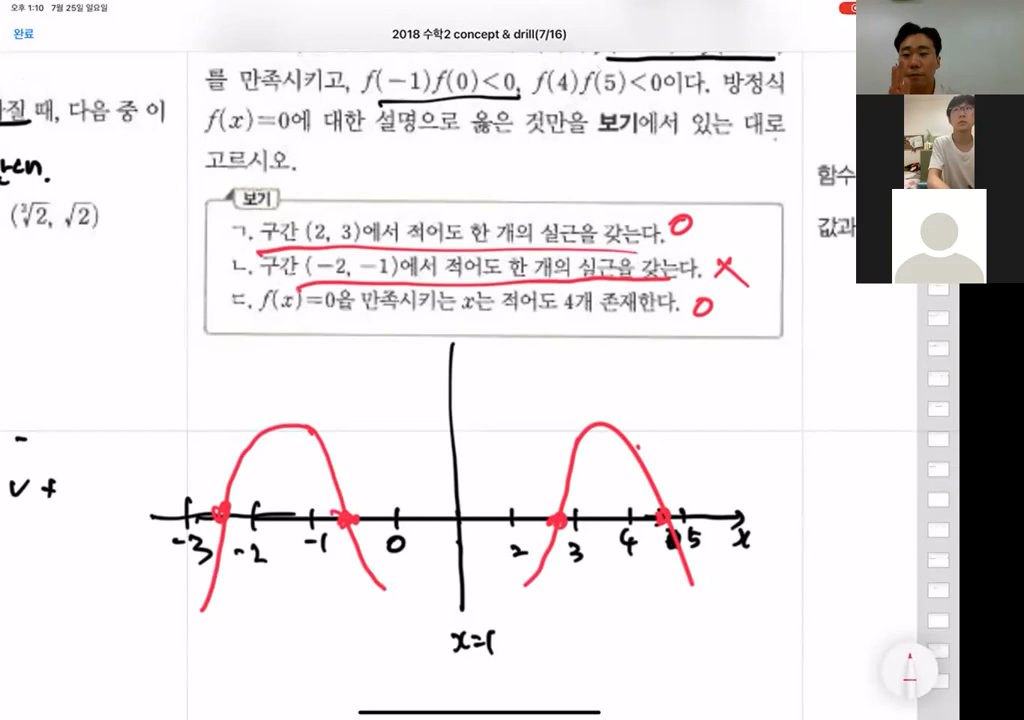 오후 1:10 7월 25일 일요일
완료
2018 수학2 concept & drill(7/16)
를 만족시키고, f(−1)f(0)<0, f(4)f(5)<0이다. 방정식
f(x)=0에 대한 설명으로 옳은 것만을 보기에서 있는 대로
고르시오.
보기
ㄱ. 구간 (2, 3)에서 적어도 한 개의 실근을 갖는다. O
ㄴ. 구간 (−2, −1)에서 적어도 한 개의 실근을 갖는다. X
ㄷ. f(x)=0을 만족시키는 x는 적어도 4개 존재한다. O
때, 다음 중 이
(∛2, √2)
함수
값과
-
v +
-3 -2 -1 0 2 3 4 5 x
x=1